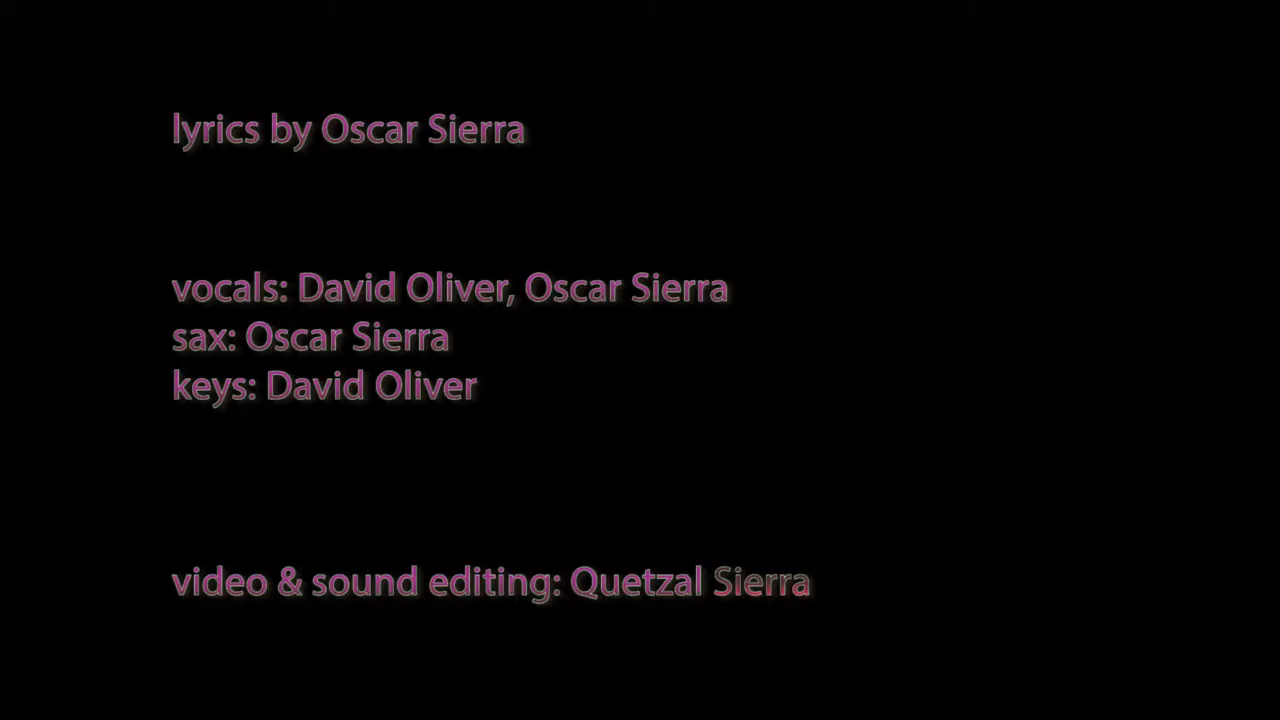 lyrics by Oscar Sierra
vocals: David Oliver, Oscar Sierra
sax: Oscar Sierra
keys: David Oliver
video & sound editing: Quetzal Sierra